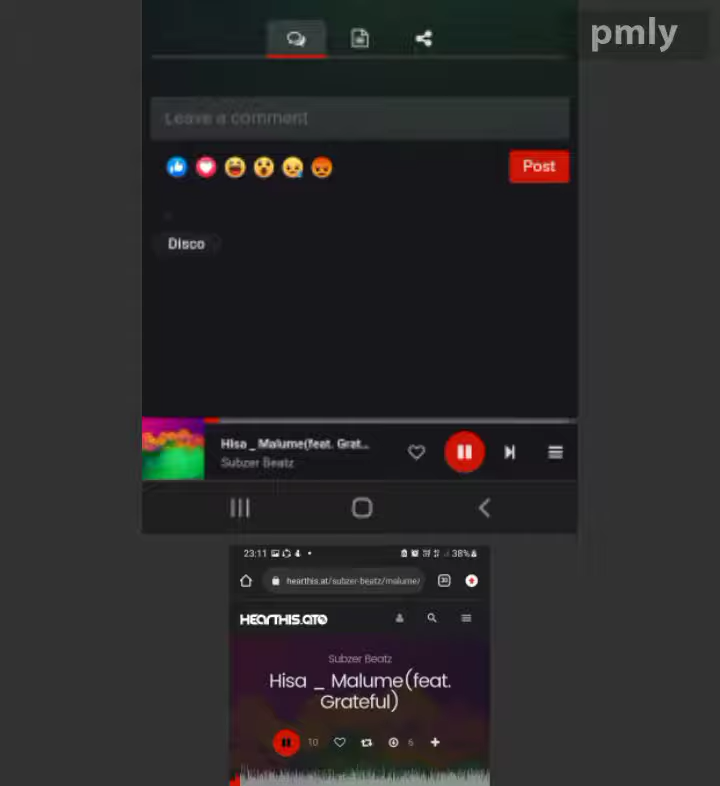 pmly
Leave a comment
Post
Disco
Hisa _ Malume(feat. Grat...
Subzer Beatz
23:11
38%
hearthis.at/subzer-beatz/malume/
HEARTHIS.AT
Subzer Beatz
Hisa _ Malume(feat.
Grateful)
10
6